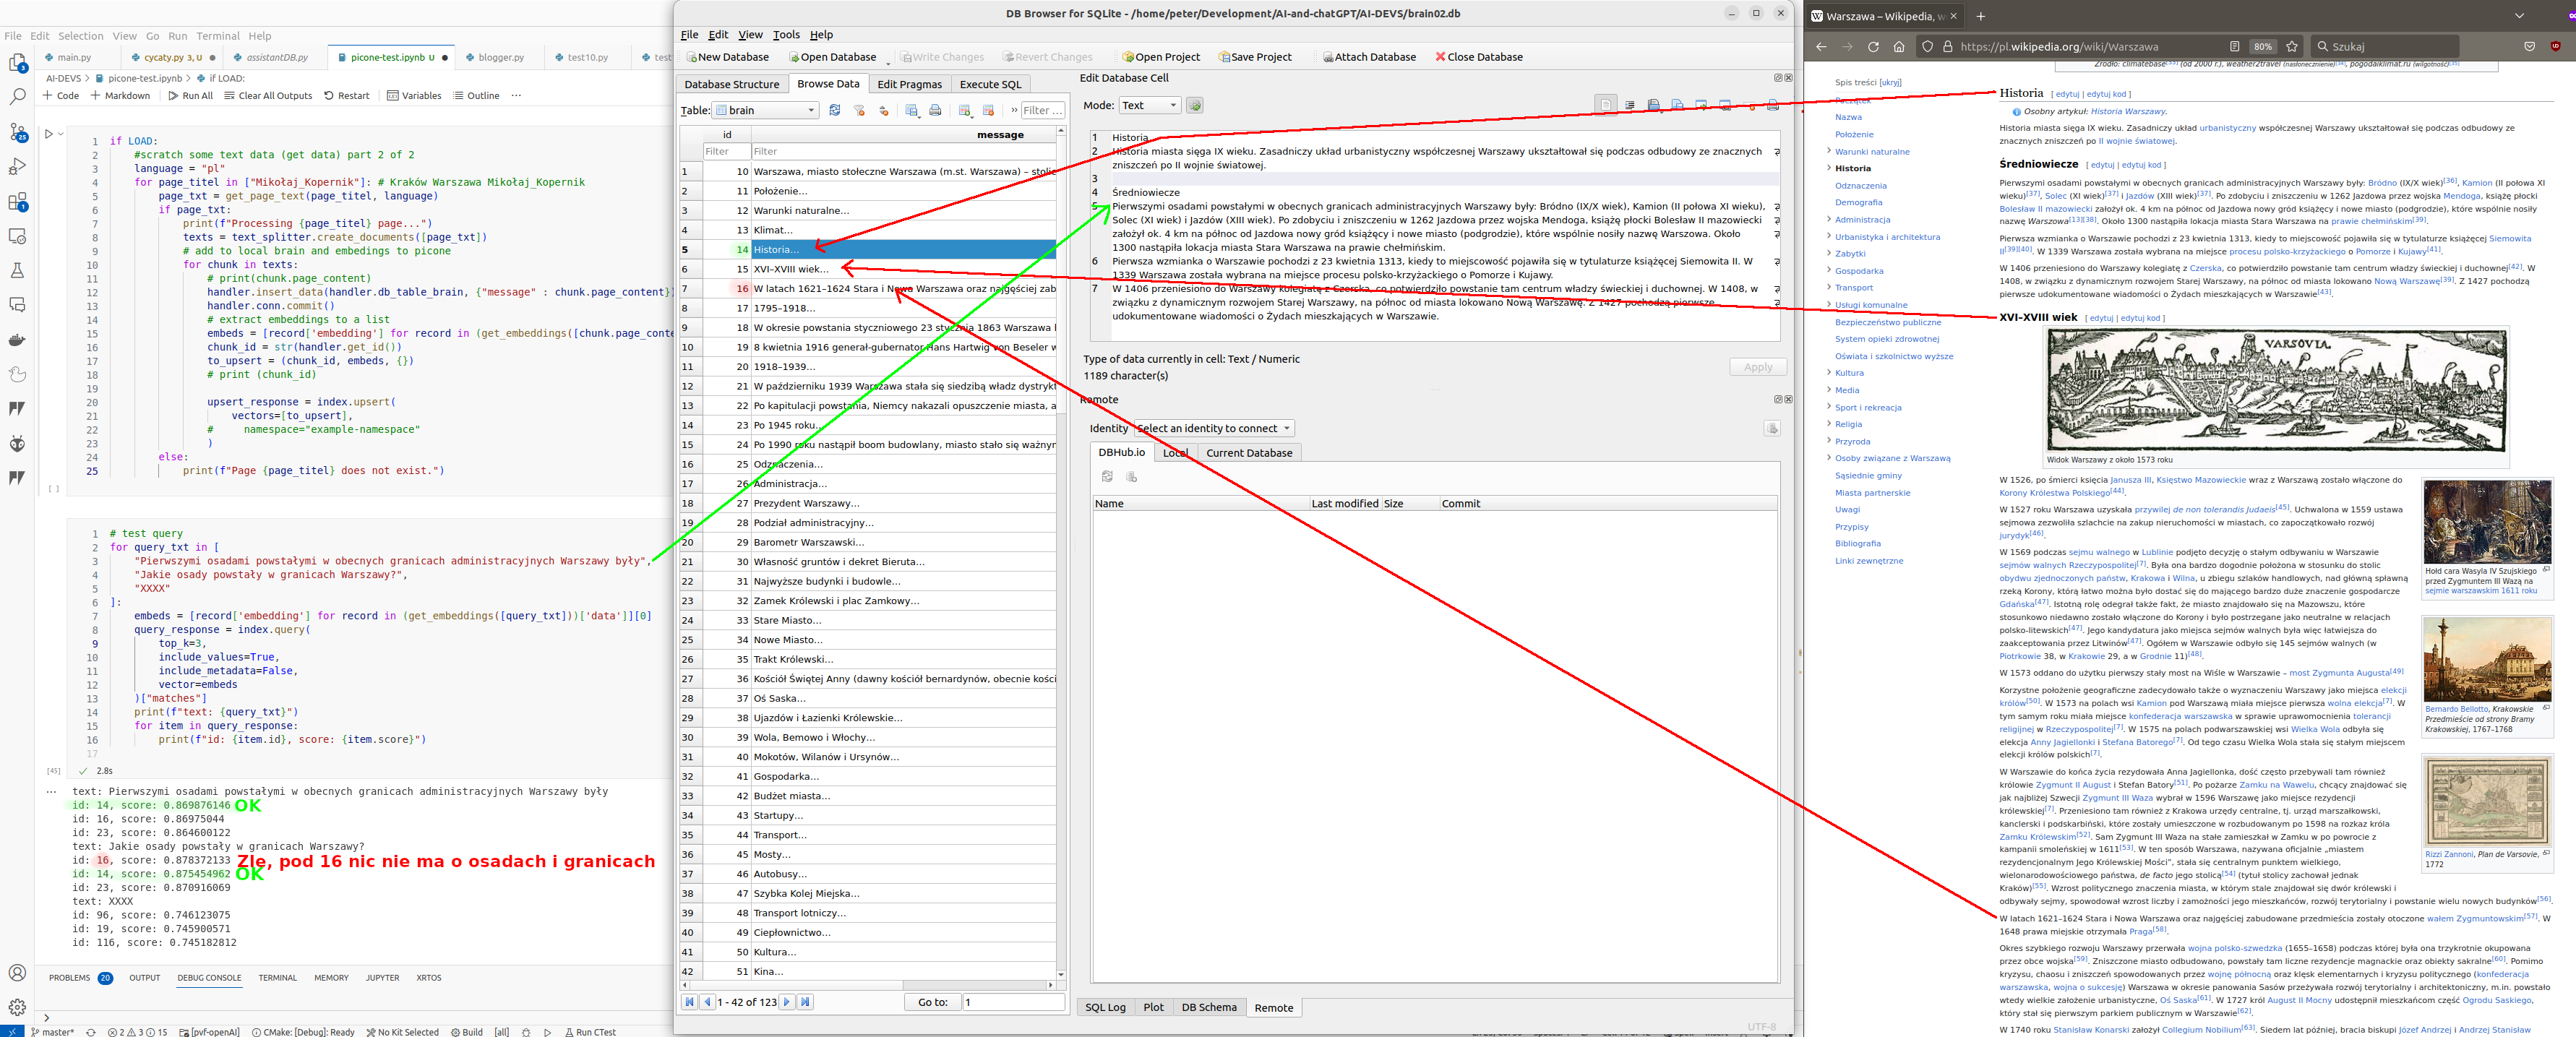 File Edit Selection View Go Run Terminal Help
main.py cycaty.py 3, U assistantDB.py picone-test.ipynb U blogger.py test10.py test
AI-DEVS > picone-test.ipynb > if LOAD:
+ Code + Markdown Run All Clear All Outputs Restart Variables Outline ...
1 if LOAD:
2 #scratch some text data (get data) part 2 of 2
3 language = "pl"
4 for page_titel in ["Mikołaj_Kopernik"]: # Kraków Warszawa Mikołaj_Kopernik
5 page_txt = get_page_text(page_titel, language)
6 if page_txt:
7 print(f"Processing {page_titel} page...")
8 texts = text_splitter.create_documents([page_txt])
9 # add to local brain and embedings to picone
10 for chunk in texts:
11 # print(chunk.page_content)
12 handler.insert_data(handler.db_table_brain, {"message" : chunk.page_content})
13 handler.conn.commit()
14 # extract embeddings to a list
15 embeds = [record['embedding'] for record in (get_embeddings([chunk.page_conte
16 chunk_id = str(handler.get_id())
17 to_upsert = (chunk_id, embeds, {})
18 # print (chunk_id)
19
20 upsert_response = index.upsert(
21 vectors=[to_upsert],
22 # namespace="example-namespace"
23 )
24 else:
25 print(f"Page {page_titel} does not exist.")
[ ]
1 # test query
2 for query_txt in [
3 "Pierwszymi osadami powstałymi w obecnych granicach administracyjnych Warszawy były",
4 "Jakie osady powstały w granicach Warszawy?",
5 "XXXX"
6 ]:
7 embeds = [record['embedding'] for record in (get_embeddings([query_txt]))['data']][0]
8 query_response = index.query(
9 top_k=3,
10 include_values=True,
11 include_metadata=False,
12 vector=embeds
13 )["matches"]
14 print(f"text: {query_txt}")
15 for item in query_response:
16 print(f"id: {item.id}, score: {item.score}")
17
[45] 2.8s
text: Pierwszymi osadami powstałymi w obecnych granicach administracyjnych Warszawy były
id: 14, score: 0.869876146 OK
id: 16, score: 0.86975044
id: 23, score: 0.864600122
text: Jakie osady powstały w granicach Warszawy?
id: 16, score: 0.878372133 Zle, pod 16 nic nie ma o osadach i granicach
id: 14, score: 0.875454962 OK
id: 23, score: 0.870916069
text: XXXX
id: 96, score: 0.746123075
id: 19, score: 0.745900571
id: 116, score: 0.745182812
PROBLEMS 20 OUTPUT DEBUG CONSOLE TERMINAL MEMORY JUPYTER XRTOS
master* 2 3 15 [pvf-openAI] CMake: [Debug]: Ready No Kit Selected Build [all] Run CTest
DB Browser for SQLite - /home/peter/Development/AI-and-chatGPT/AI-DEVS/brain02.db
File Edit View Tools Help
New Database Open Database Write Changes Revert Changes Open Project Save Project Attach Database Close Database
Database Structure Browse Data Edit Pragmas Execute SQL
Table: brain Filter ...
id message
Filter Filter
1 10 Warszawa, miasto stołeczne Warszawa (m.st. Warszawa) – stolic
2 11 Położenie...
3 12 Warunki naturalne...
4 13 Klimat...
5 14 Historia...
6 15 XVI–XVIII wiek...
7 16 W latach 1621–1624 Stara i Nowa Warszawa oraz najgęściej zab
8 17 1795–1918...
9 18 W okresie powstania styczniowego 23 stycznia 1863 Warszawa
10 19 8 kwietnia 1916 generał-gubernator Hans Hartwig von Beseler w
11 20 1918–1939...
12 21 W październiku 1939 Warszawa stała się siedzibą władz dystrykt
13 22 Po kapitulacji powstania, Niemcy nakazali opuszczenie miasta, a
14 23 Po 1945 roku...
15 24 Po 1990 roku nastąpił boom budowlany, miasto stało się ważnym
16 25 Odznaczenia...
17 26 Administracja...
18 27 Prezydent Warszawy...
19 28 Podział administracyjny...
20 29 Barometr Warszawski...
21 30 Własność gruntów i dekret Bieruta...
22 31 Najwyższe budynki i budowle...
23 32 Zamek Królewski i plac Zamkowy...
24 33 Stare Miasto...
25 34 Nowe Miasto...
26 35 Trakt Królewski...
27 36 Kościół Świętej Anny (dawny kościół bernardynów, obecnie kości
28 37 Oś Saska...
29 38 Ujazdów i Łazienki Królewskie...
30 39 Wola, Bemowo i Włochy...
31 40 Mokotów, Wilanów i Ursynów...
32 41 Gospodarka...
33 42 Budżet miasta...
34 43 Startupy...
35 44 Transport...
36 45 Mosty...
37 46 Autobusy...
38 47 Szybka Kolej Miejska...
39 48 Transport lotniczy...
40 49 Ciepłownictwo...
41 50 Kultura...
42 51 Kina...
1 - 42 of 123 Go to: 1
Edit Database Cell
Mode: Text
1 Historia
2 Historia miasta sięga IX wieku. Zasadniczy układ urbanistyczny współczesnej Warszawy ukształtował się podczas odbudowy ze znacznych
zniszczeń po II wojnie światowej.
3
4 Średniowiecze
5 Pierwszymi osadami powstałymi w obecnych granicach administracyjnych Warszawy były: Bródno (IX/X wiek), Kamion (II połowa XI wieku),
Solec (XI wiek) i Jazdów (XIII wiek). Po zdobyciu i zniszczeniu w 1262 Jazdowa przez wojska Mendoga, książę płocki Bolesław II mazowiecki
założył ok. 4 km na północ od Jazdowa nowy gród książęcy i nowe miasto (podgrodzie), które wspólnie nosiły nazwę Warszowa. Około
1300 nastąpiła lokacja miasta Stara Warszawa na prawie chełmińskim.
6 Pierwsza wzmianka o Warszawie pochodzi z 23 kwietnia 1313, kiedy to miejscowość pojawiła się w tytulaturze książęcej Siemowita II. W
1339 Warszawa została wybrana na miejsce procesu polsko-krzyżackiego o Pomorze i Kujawy.
7 W 1406 przeniesiono do Warszawy kolegiatę z Czerska, co potwierdziło powstanie tam centrum władzy świeckiej i duchownej. W 1408, w
związku z dynamicznym rozwojem Starej Warszawy, na północ od miasta lokowano Nową Warszawę. Z 1427 pochodzą pierwsze
udokumentowane wiadomości o Żydach mieszkających w Warszawie.
Type of data currently in cell: Text / Numeric
1189 character(s)
Apply
Remote
Identity Select an identity to connect
DBHub.io Local Current Database
Name Last modified Size Commit
SQL Log Plot DB Schema Remote
UTF-8
Warszawa – Wikipedia, w
https://pl.wikipedia.org/wiki/Warszawa 80% Szukaj
Źródło: climatebase (od 2000 r.), weather2travel (nasłonecznienie), pogodaiklimat.ru (wilgotność)
Spis treści [ukryj]
Początek
Nazwa
Położenie
Warunki naturalne
Historia
Odznaczenia
Demografia
Administracja
Urbanistyka i architektura
Zabytki
Gospodarka
Transport
Usługi komunalne
Bezpieczeństwo publiczne
System opieki zdrowotnej
Oświata i szkolnictwo wyższe
Kultura
Media
Sport i rekreacja
Religia
Przyroda
Osoby związane z Warszawą
Sąsiednie gminy
Miasta partnerskie
Uwagi
Przypisy
Bibliografia
Linki zewnętrzne
Historia [ edytuj | edytuj kod ]
Osobny artykuł: Historia Warszawy.
Historia miasta sięga IX wieku. Zasadniczy układ urbanistyczny współczesnej Warszawy ukształtował się podczas odbudowy ze
znacznych zniszczeń po II wojnie światowej.
Średniowiecze [ edytuj | edytuj kod ]
Pierwszymi osadami powstałymi w obecnych granicach administracyjnych Warszawy były: Bródno (IX/X wiek)[36], Kamion (II połowa XI
wieku)[37], Solec (XI wiek)[37] i Jazdów (XIII wiek)[37]. Po zdobyciu i zniszczeniu w 1262 Jazdowa przez wojska Mendoga, książę płocki
Bolesław II mazowiecki założył ok. 4 km na północ od Jazdowa nowy gród książęcy i nowe miasto (podgrodzie), które wspólnie nosiły
nazwę Warszowa[13][38]. Około 1300 nastąpiła lokacja miasta Stara Warszawa na prawie chełmińskim[39].
Pierwsza wzmianka o Warszawie pochodzi z 23 kwietnia 1313, kiedy to miejscowość pojawiła się w tytulaturze książęcej Siemowita
II[39][40]. W 1339 Warszawa została wybrana na miejsce procesu polsko-krzyżackiego o Pomorze i Kujawy[41].
W 1406 przeniesiono do Warszawy kolegiatę z Czerska, co potwierdziło powstanie tam centrum władzy świeckiej i duchownej[42]. W
1408, w związku z dynamicznym rozwojem Starej Warszawy, na północ od miasta lokowano Nową Warszawę[39]. Z 1427 pochodzą
pierwsze udokumentowane wiadomości o Żydach mieszkających w Warszawie[43].
XVI–XVIII wiek [ edytuj | edytuj kod ]
VARSOVIA.
Widok Warszawy z około 1573 roku
W 1526, po śmierci księcia Janusza III, Księstwo Mazowieckie wraz z Warszawą zostało włączone do
Korony Królestwa Polskiego[44].
W 1527 roku Warszawa uzyskała przywilej de non tolerandis Judaeis[45]. Uchwalona w 1559 ustawa
sejmowa zezwoliła szlachcie na zakup nieruchomości w miastach, co zapoczątkowało rozwój
jurydyk[46].
W 1569 podczas sejmu walnego w Lublinie podjęto decyzję o stałym odbywaniu w Warszawie
sejmów walnych Rzeczypospolitej[7]. Była ona bardzo dogodnie położona w stosunku do stolic
obydwu zjednoczonych państw, Krakowa i Wilna, u zbiegu szlaków handlowych, nad główną spławną
rzeką Korony, którą łatwo można było dostać się do mającego bardzo duże znaczenie gospodarcze
Gdańska[47]. Istotną rolę odegrał także fakt, że miasto znajdowało się na Mazowszu, które
stosunkowo niedawno zostało włączone do Korony i było postrzegane jako neutralne w relacjach
polsko-litewskich[47]. Jego kandydatura jako miejsca sejmów walnych była więc łatwiejsza do
zaakceptowania przez Litwinów[47]. Ogółem w Warszawie odbyło się 145 sejmów walnych (w
Piotrkowie 38, w Krakowie 29, a w Grodnie 11)[48].
W 1573 oddano do użytku pierwszy stały most na Wiśle w Warszawie – most Zygmunta Augusta[49]
Korzystne położenie geograficzne zadecydowało także o wyznaczeniu Warszawy jako miejsca elekcji
królów[50]. W 1573 na polach wsi Kamion pod Warszawą miała miejsce pierwsza wolna elekcja[7]. W
tym samym roku miała miejsce konfederacja warszawska w sprawie uprawomocnienia tolerancji
religijnej w Rzeczypospolitej[7]. W 1575 na polach podwarszawskiej wsi Wielka Wola odbyła się
elekcja Anny Jagiellonki i Stefana Batorego[7]. Od tego czasu Wielka Wola stała się stałym miejscem
elekcji królów polskich[7].
W Warszawie do końca życia rezydowała Anna Jagiellonka, dość często przebywali tam również
królowie Zygmunt II August i Stefan Batory[51]. Po pożarze Zamku na Wawelu, chcący znajdować się
jak najbliżej Szwecji Zygmunt III Waza wybrał w 1596 Warszawę jako miejsce rezydencji
królewskiej[7]. Przeniesiono tam również z Krakowa urzędy centralne, tj. urząd marszałkowski,
kanclerski i podskarbiński, które zostały umieszczone w rozbudowanym po 1598 na rozkaz króla
Zamku Królewskim[52]. Sam Zygmunt III Waza na stałe zamieszkał w Zamku w po powrocie z
kampanii smoleńskiej w 1611[53]. W ten sposób Warszawa, nazywana oficjalnie „miastem
rezydencjonalnym Jego Królewskiej Mości”, stała się centralnym punktem wielkiego,
wielonarodowościowego państwa, de facto jego stolicą[54] (tytuł stolicy zachował jednak
Kraków)[55]. Wzrost politycznego znaczenia miasta, w którym stale znajdował się dwór królewski i
odbywały sejmy, spowodował wzrost liczby i zamożności jego mieszkańców, rozwój terytorialny i powstanie wielu nowych budynków[56].
W latach 1621–1624 Stara i Nowa Warszawa oraz najgęściej zabudowane przedmieścia zostały otoczone wałem Zygmuntowskim[57]. W
1648 prawa miejskie otrzymała Praga[58].
Okres szybkiego rozwoju Warszawy przerwała wojna polsko-szwedzka (1655–1658) podczas której była ona trzykrotnie okupowana
przez obce wojska[59]. Zniszczone miasto odbudowano, powstały tam liczne rezydencje magnackie oraz obiekty sakralne[60]. Pomimo
kryzysu, chaosu i zniszczeń spowodowanych przez wojnę północną oraz klęsk elementarnych i kryzysu politycznego (konfederacja
warszawska, wojna o sukcesję) Warszawa w okresie panowania Sasów przeżywała rozwój terytorialny i architektoniczny, m.in. powstało
wtedy wielkie założenie urbanistyczne, Oś Saska[61]. W 1727 król August II Mocny udostępnił mieszkańcom część Ogrodu Saskiego,
który stał się pierwszym parkiem publicznym w Warszawie[62].
W 1740 roku Stanisław Konarski założył Collegium Nobilium[63]. Siedem lat później, bracia biskupi Józef Andrzej i Andrzej Stanisław
Hołd cara Wasyla IV Szujskiego
przed Zygmuntem III Wazą na
sejmie warszawskim 1611 roku
Bernardo Bellotto, Krakowskie
Przedmieście od strony Bramy
Krakowskiej, 1767–1768
Rizzi Zannoni, Plan de Varsovie,
1772